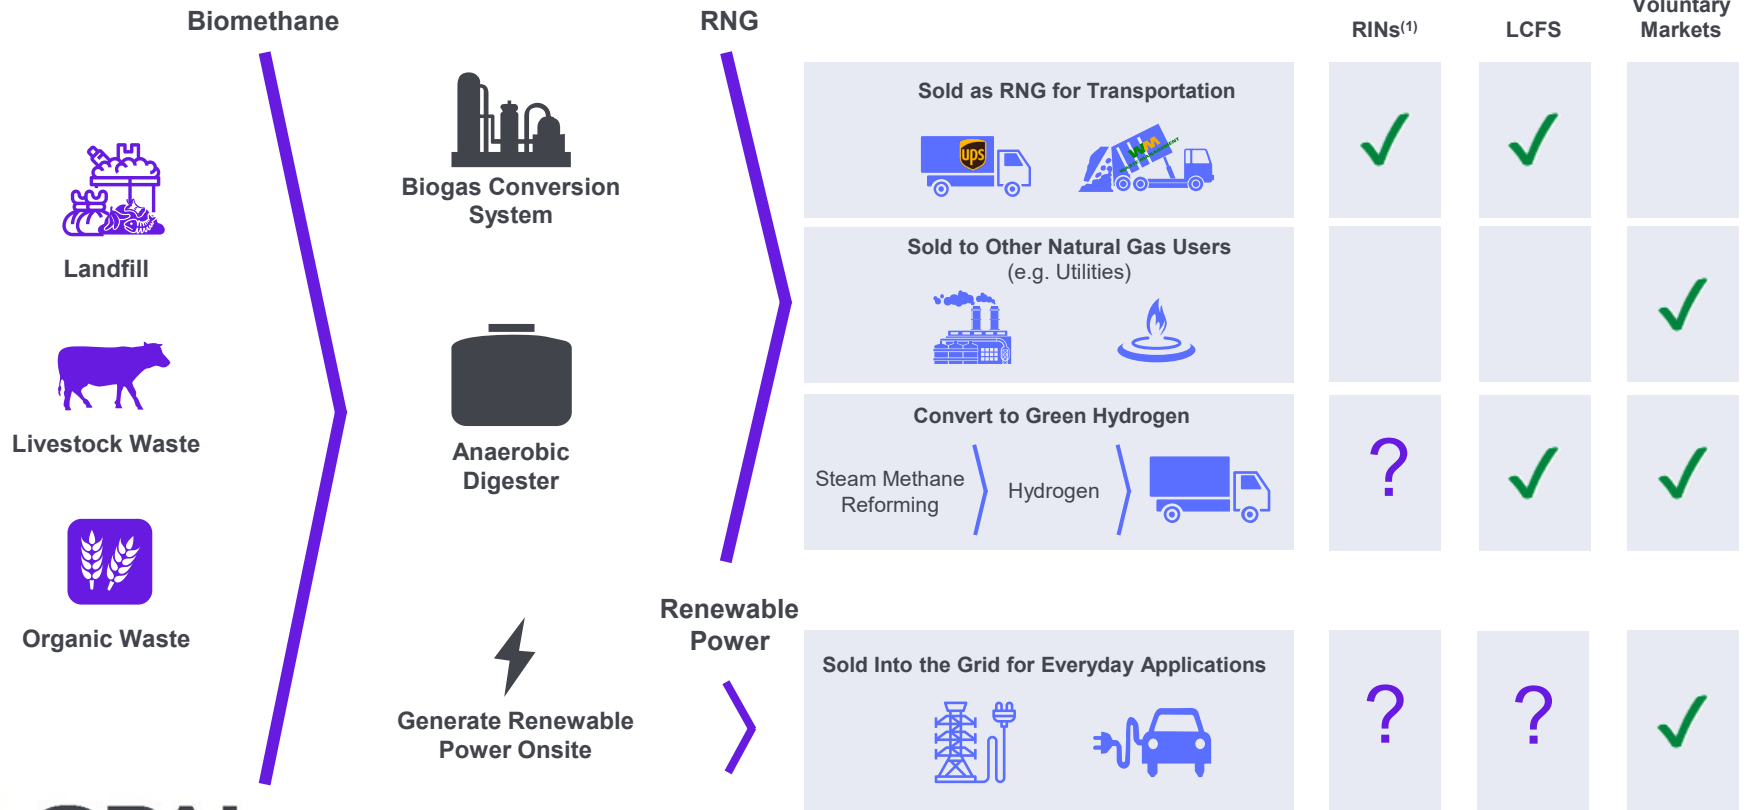 Biomethane
RNG
RINs(1)
LCFS
Voluntary
Markets
Landfill
Livestock Waste
Organic Waste
Biogas Conversion
System
Anaerobic
Digester
Generate Renewable
Power Onsite
Renewable
Power
Sold as RNG for Transportation
ups
WM
Sold to Other Natural Gas Users
(e.g. Utilities)
Convert to Green Hydrogen
Steam Methane
Reforming
Hydrogen
?
Sold Into the Grid for Everyday Applications
?
?